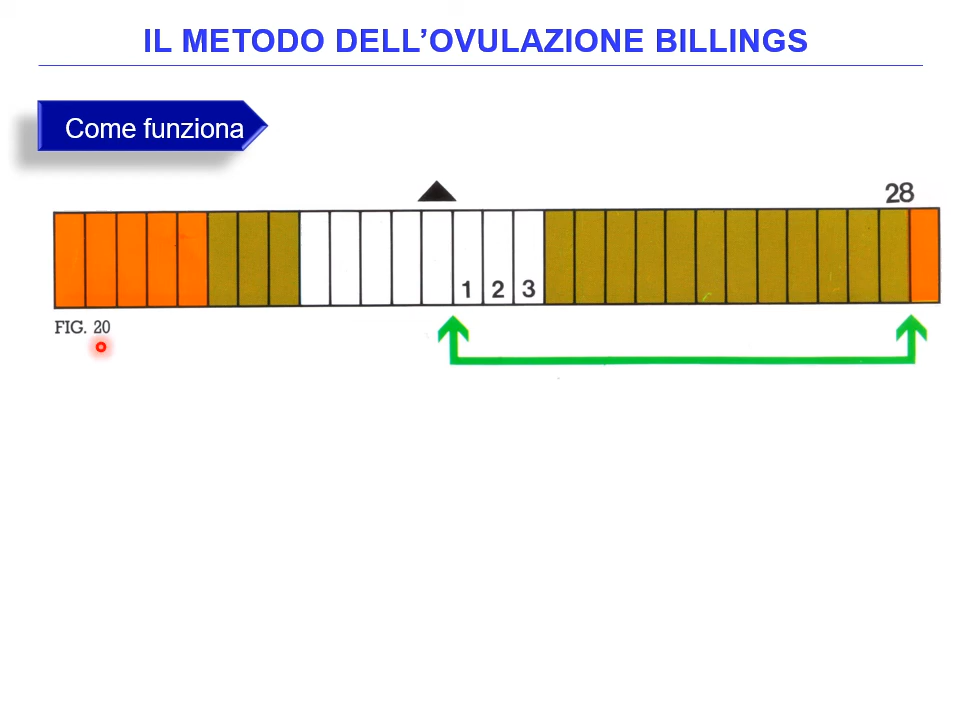 IL METODO DELL’OVULAZIONE BILLINGS
Come funziona
28
1 2 3
FIG. 20